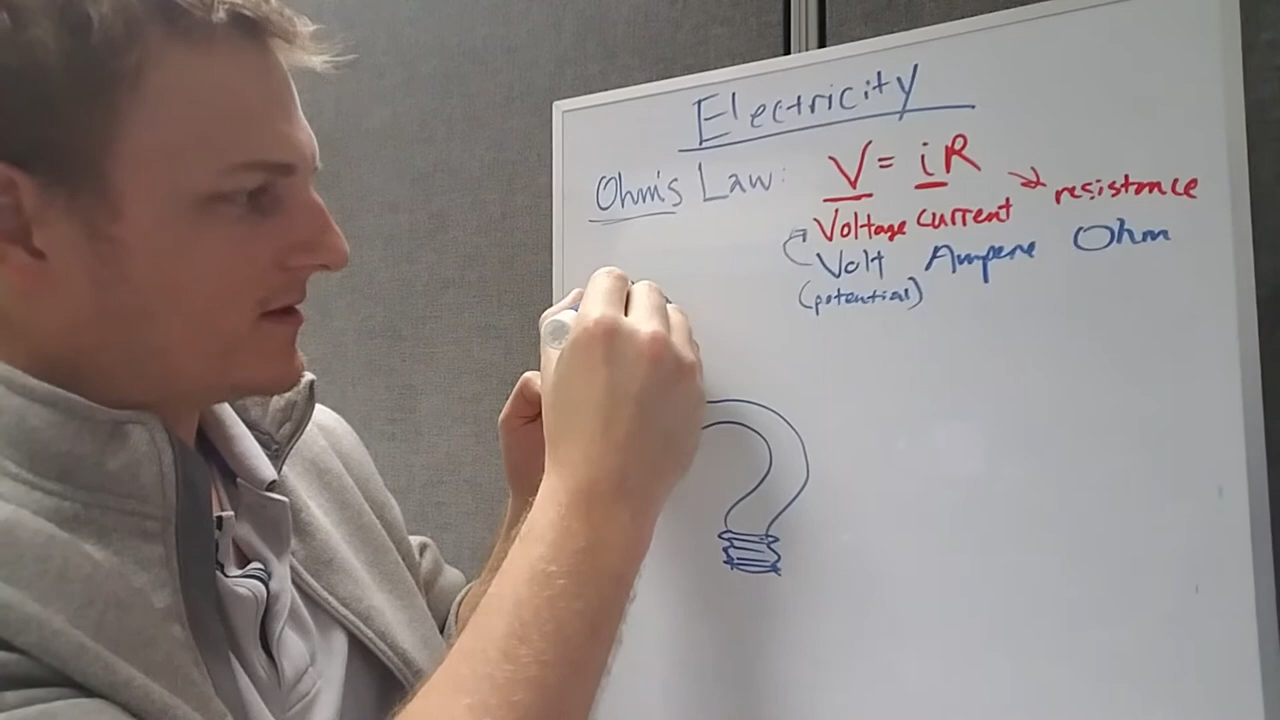 Electricity
Ohm's Law: V = iR
Voltage current → resistance
Volt Ampere Ohm
(potential)